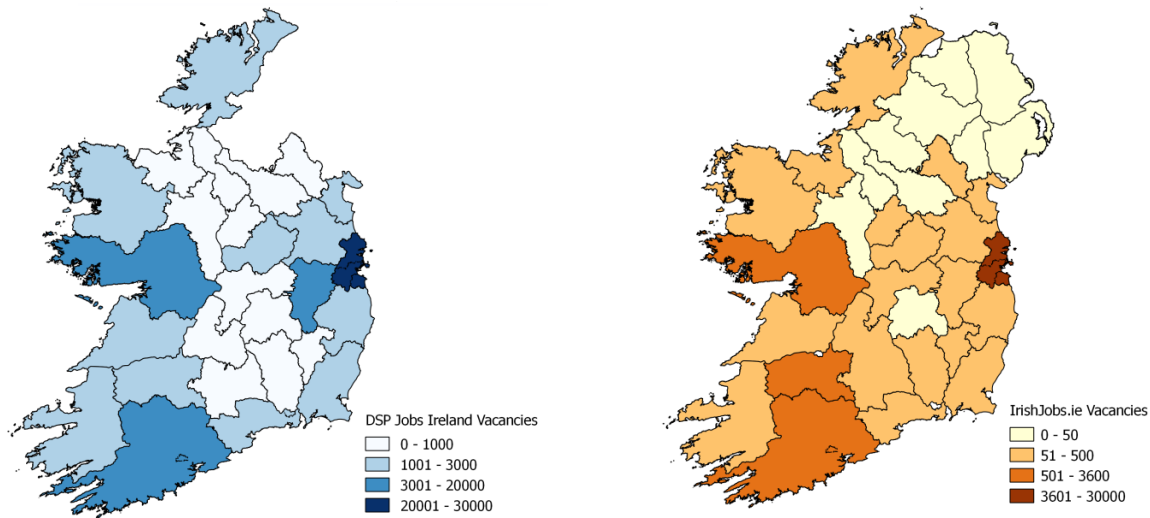 DSP Jobs Ireland Vacancies
0 - 1000
1001 - 3000
3001 - 20000
20001 - 30000
IrishJobs.ie Vacancies
0 - 50
51 - 500
501 - 3600
3601 - 30000